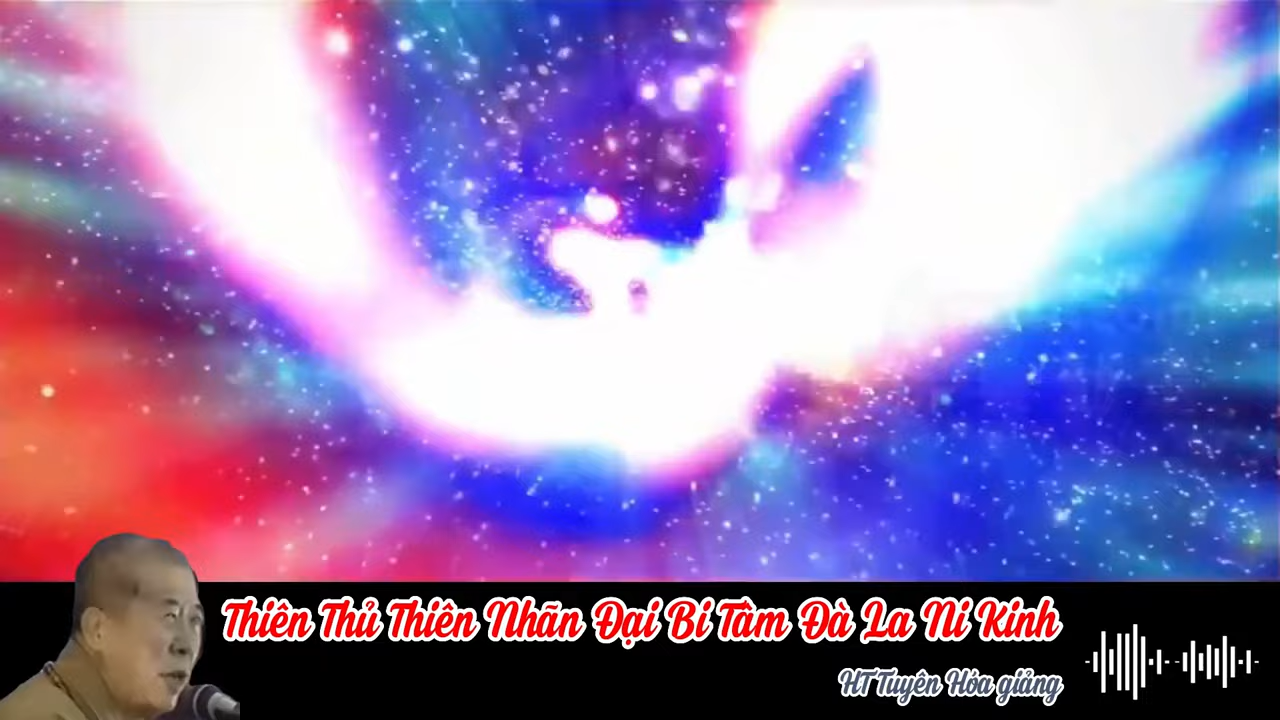 Thiên Thủ Thiên Nhãn Đại Bi Tâm Đà La Ni Kinh
HT Tuyên Hóa giảng